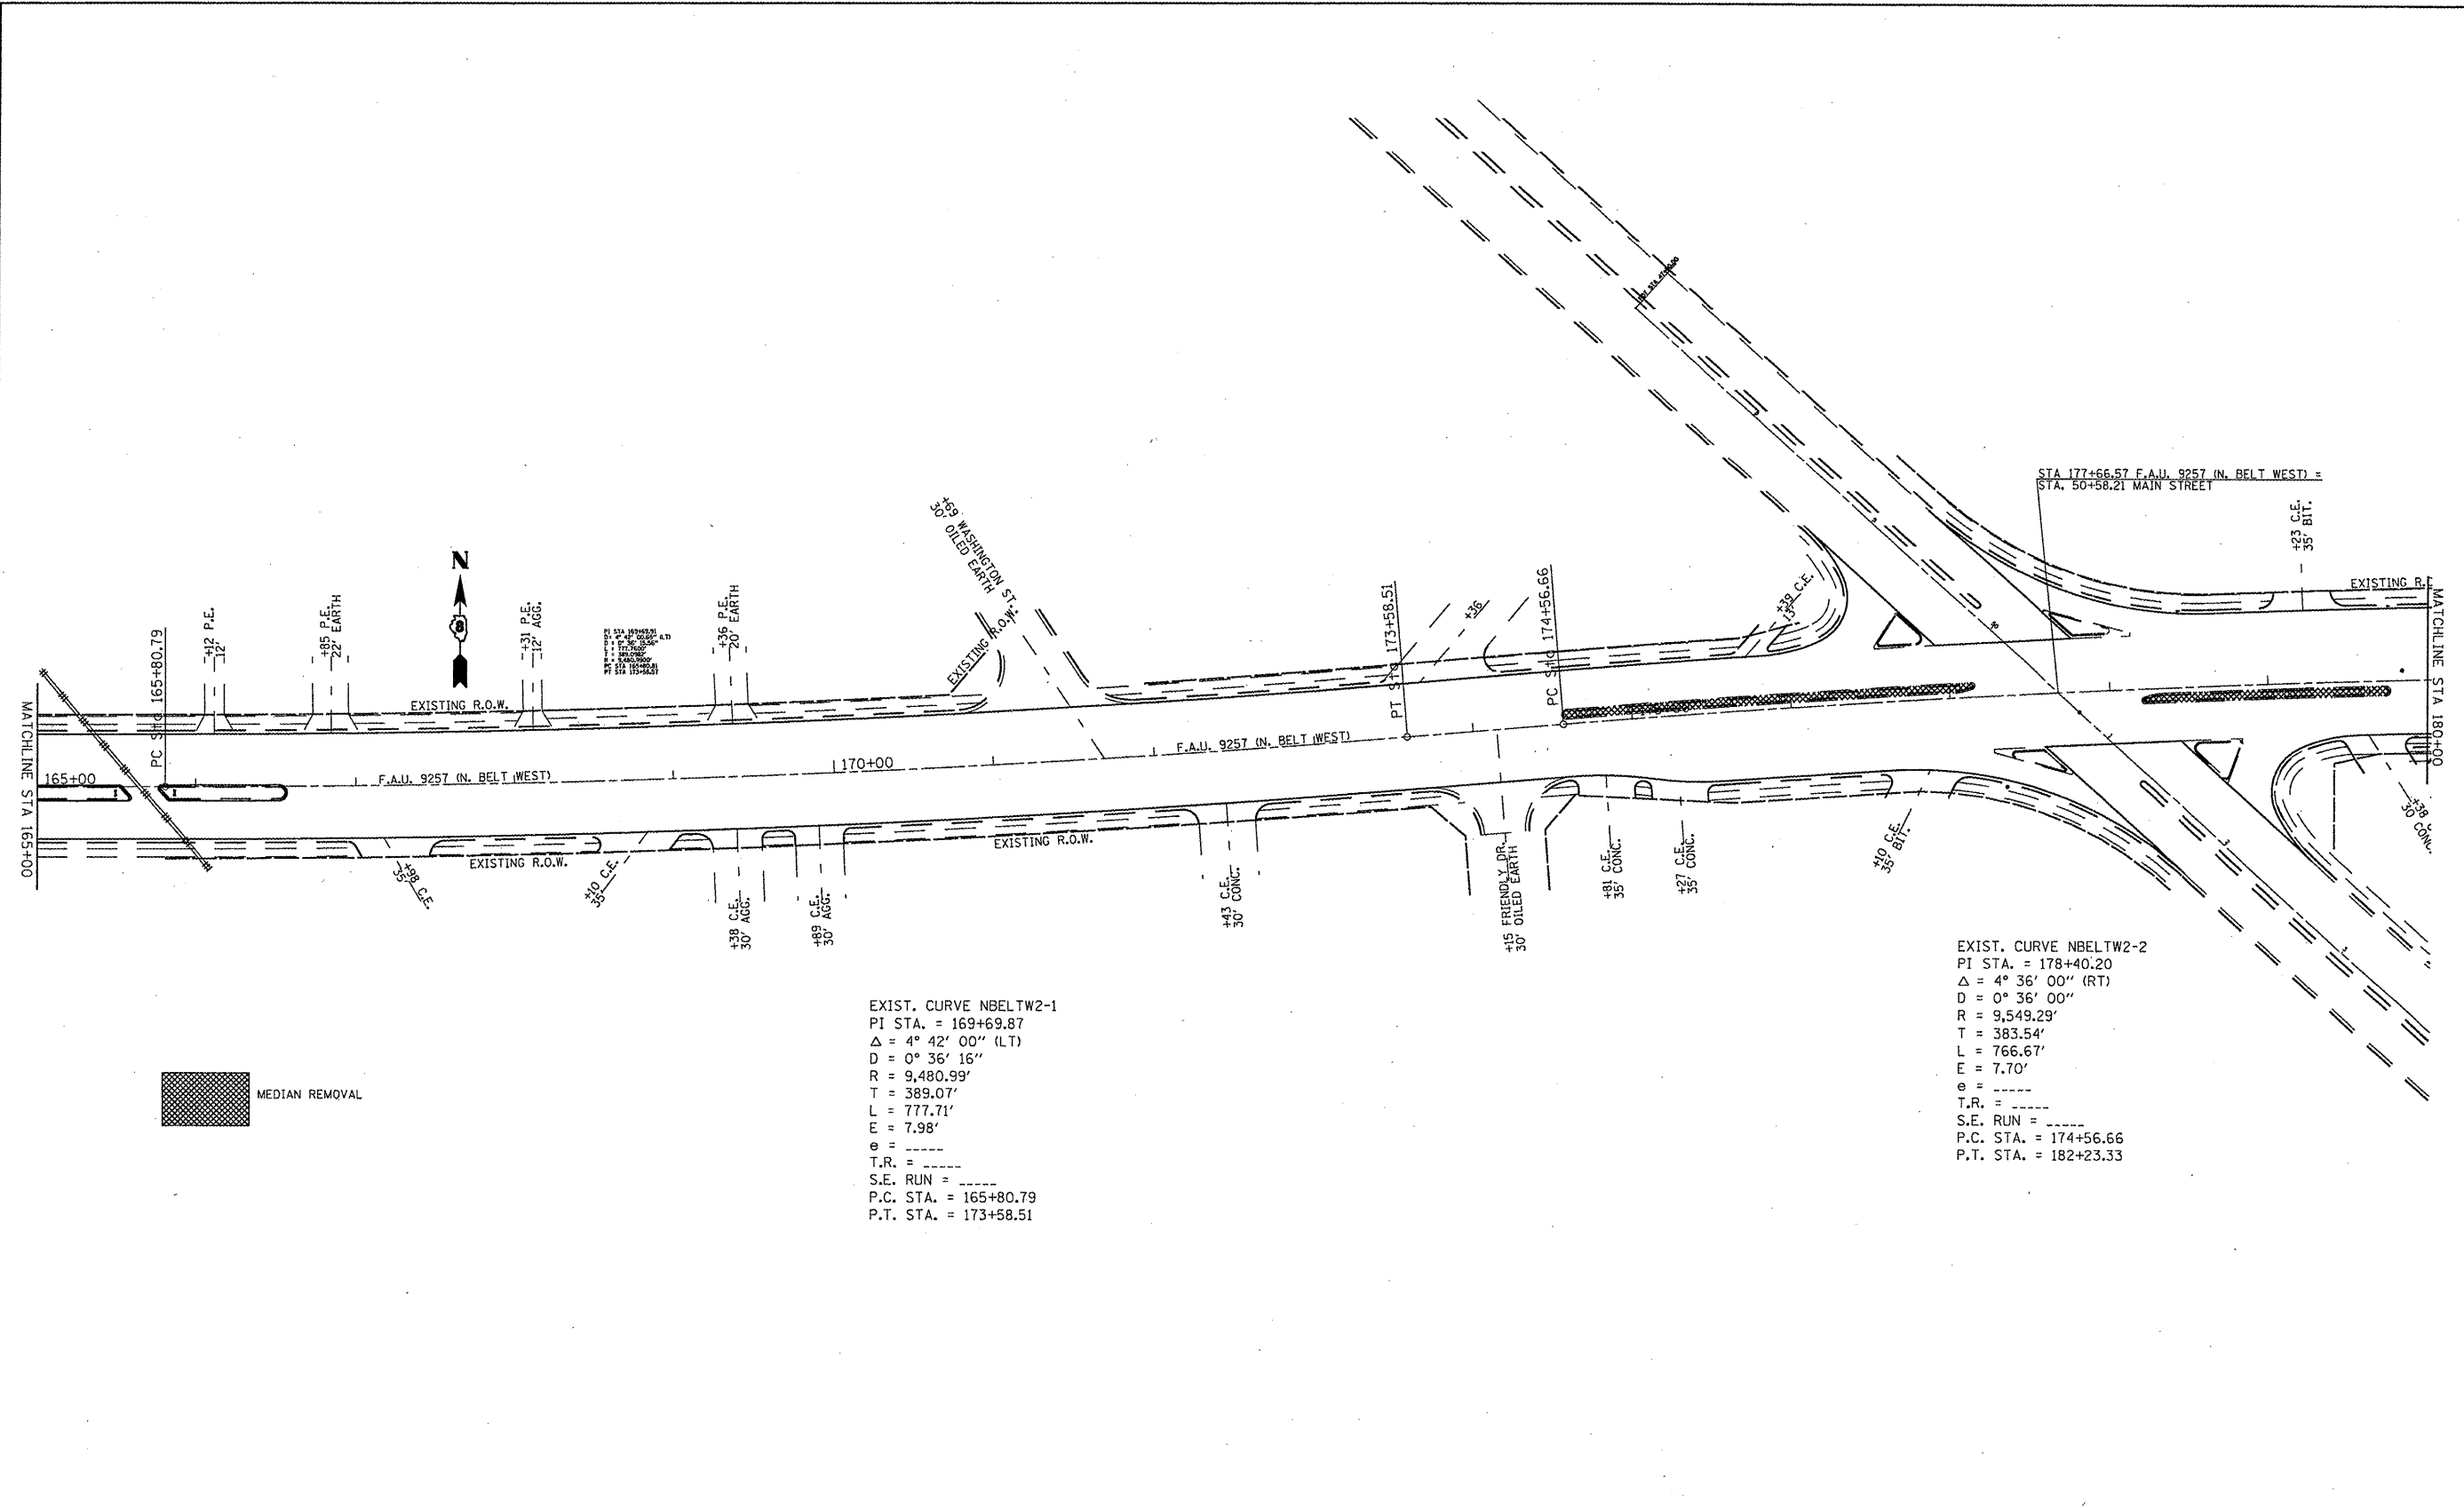 STA 177+66.57 F.A.U. 9257 (N. BELT WEST) =
STA. 50+58.21 MAIN STREET
+23 C.E.
35' BIT.
EXISTING R.
MATCHLINE STA 180+00
+69 WASHINGTON ST.
30' OILED EARTH
EXISTING R.O.W.
N
PC Sta 165+80.79
+12 P.E.
12'
+85 P.E.
22' EARTH
+31 P.E.
12' AGG.
+36 P.E.
20' EARTH
EXISTING R.O.W.
PT Sta 173+58.51
+36
PC Sta 174+56.66
+39 C.E.
MATCHLINE STA 165+00
165+00
F.A.U. 9257 (N. BELT WEST)
170+00
F.A.U. 9257 (N. BELT WEST)
EXISTING R.O.W.
EXISTING R.O.W.
+98 C.E.
35'
+10 C.E.
35'
+38 C.E.
30' AGG.
+89 C.E.
30' AGG.
+43 C.E.
30' CONC.
+15 FRIENDLY DR.
30' OILED EARTH
+81 C.E.
35' CONC.
+27 C.E.
35' CONC.
+10 C.E.
35' BIT.
+38
30' CONC.
MEDIAN REMOVAL
EXIST. CURVE NBELTW2-1
PI STA. = 169+69.87
Δ = 4° 42' 00" (LT)
D = 0° 36' 16"
R = 9,480.99'
T = 389.07'
L = 777.71'
E = 7.98'
e = -----
T.R. = -----
S.E. RUN = -----
P.C. STA. = 165+80.79
P.T. STA. = 173+58.51
EXIST. CURVE NBELTW2-2
PI STA. = 178+40.20
Δ = 4° 36' 00" (RT)
D = 0° 36' 00"
R = 9,549.29'
T = 383.54'
L = 766.67'
E = 7.70'
e = -----
T.R. = -----
S.E. RUN = -----
P.C. STA. = 174+56.66
P.T. STA. = 182+23.33